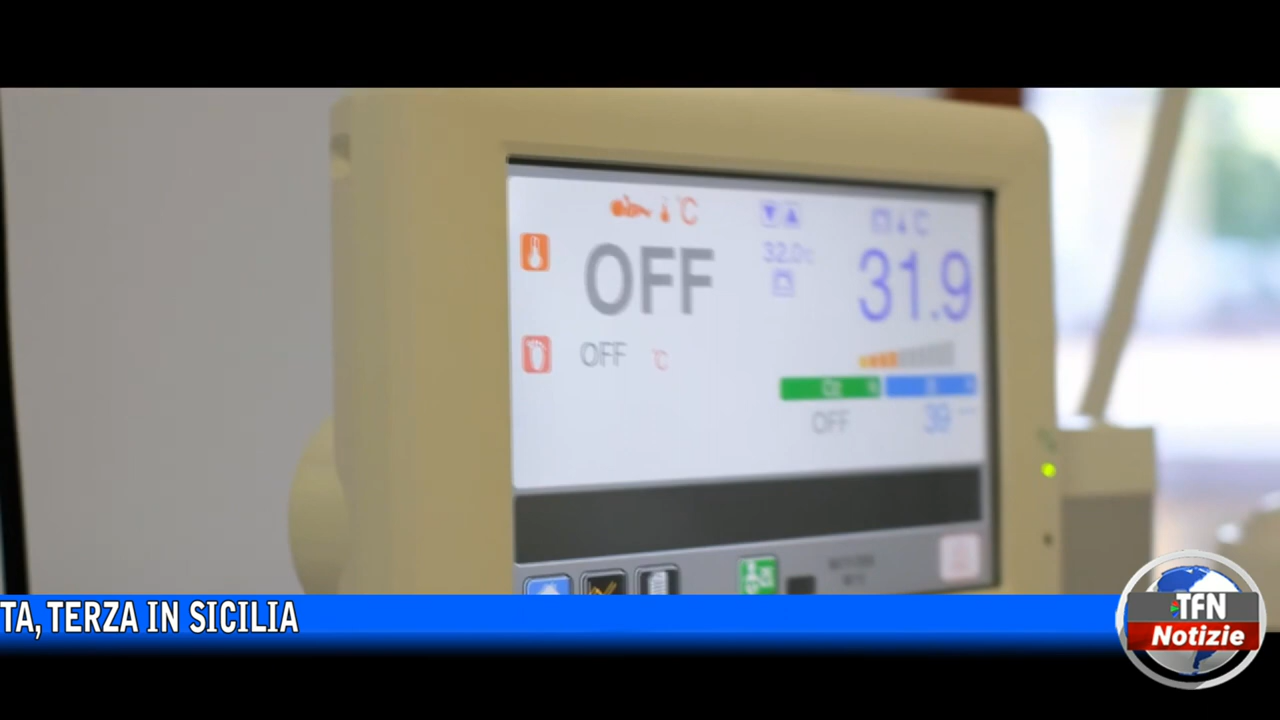 °C
°C
OFF
32.0
31.9
OFF
°C
OFF
39
TA, TERZA IN SICILIA
TFN
Notizie